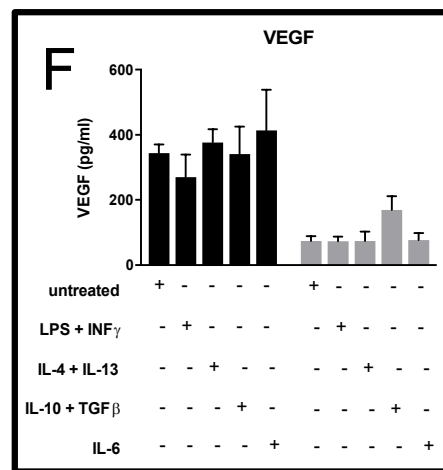 F
VEGF
VEGF (pg/ml)
600
400
200
0
untreated + - - - - + - - - -
LPS + INFγ - + - - - - + - - -
IL-4 + IL-13 - - + - - - - + - -
IL-10 + TGFβ - - - + - - - - + -
IL-6 - - - - + - - - - +